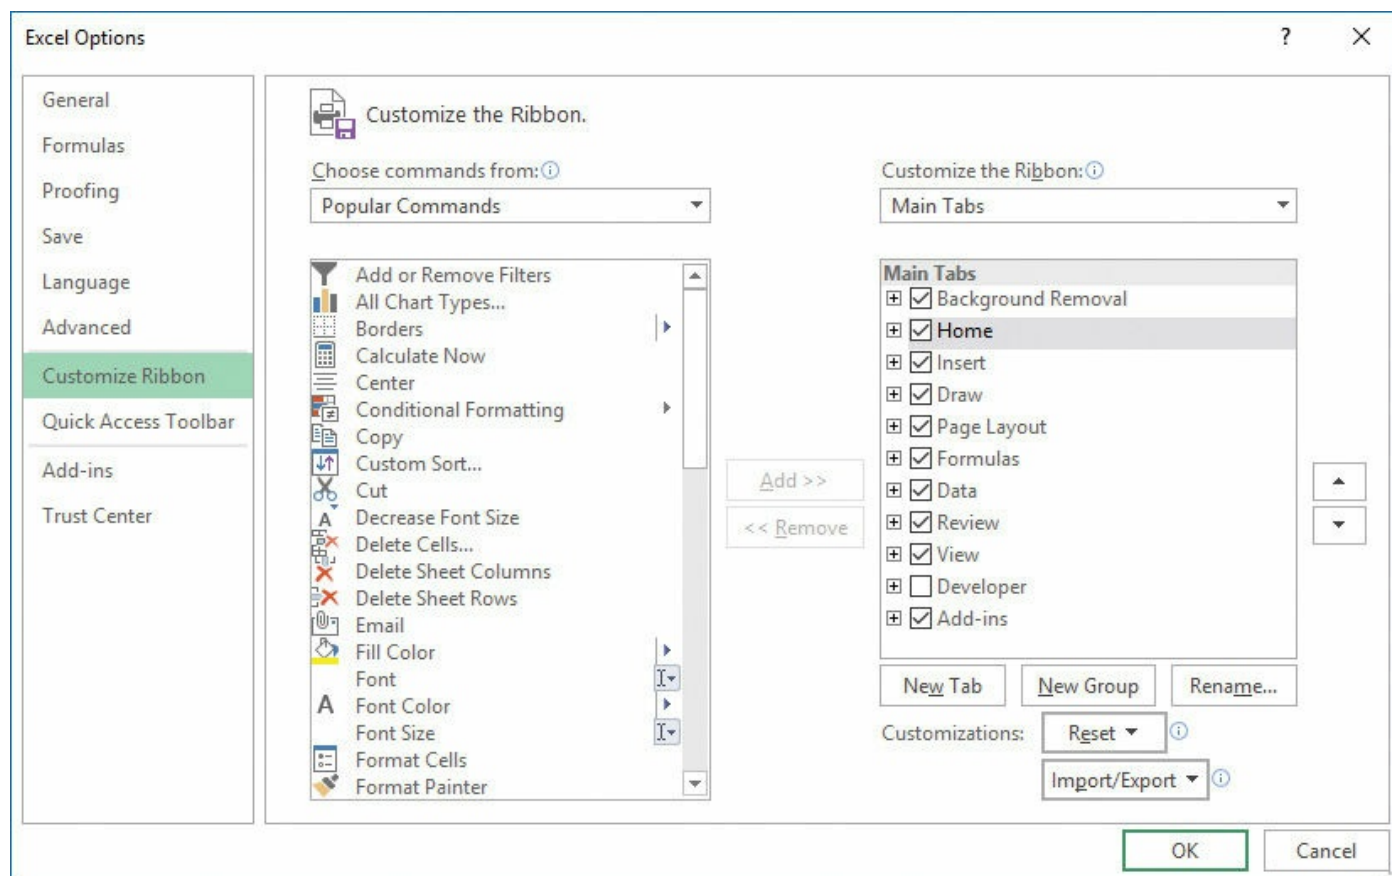 Excel Options
?
General
Formulas
Proofing
Save
Language
Advanced
Customize Ribbon
Quick Access Toolbar
Add-ins
Trust Center
Customize the Ribbon.
Choose commands from:
Popular Commands
Add or Remove Filters
All Chart Types...
Borders
Calculate Now
Center
Conditional Formatting
Copy
Custom Sort...
Cut
Decrease Font Size
Delete Cells...
Delete Sheet Columns
Delete Sheet Rows
Email
Fill Color
Font
Font Color
Font Size
Format Cells
Format Painter
Add >>
<< Remove
Customize the Ribbon:
Main Tabs
Main Tabs
Background Removal
Home
Insert
Draw
Page Layout
Formulas
Data
Review
View
Developer
Add-ins
New Tab
New Group
Rename...
Customizations:
Reset
Import/Export
OK
Cancel